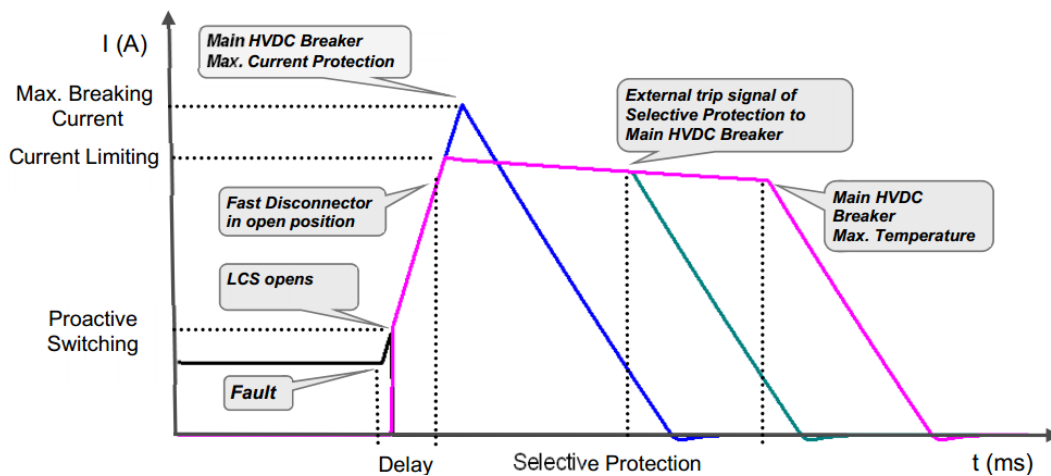 I (A)
Main HVDC Breaker
Max. Current Protection
Max. Breaking
Current
External trip signal of
Selective Protection to
Main HVDC Breaker
Current Limiting
Fast Disconnector
in open position
Main HVDC
Breaker
Max. Temperature
LCS opens
Proactive
Switching
Fault
Delay
Selective Protection
t (ms)